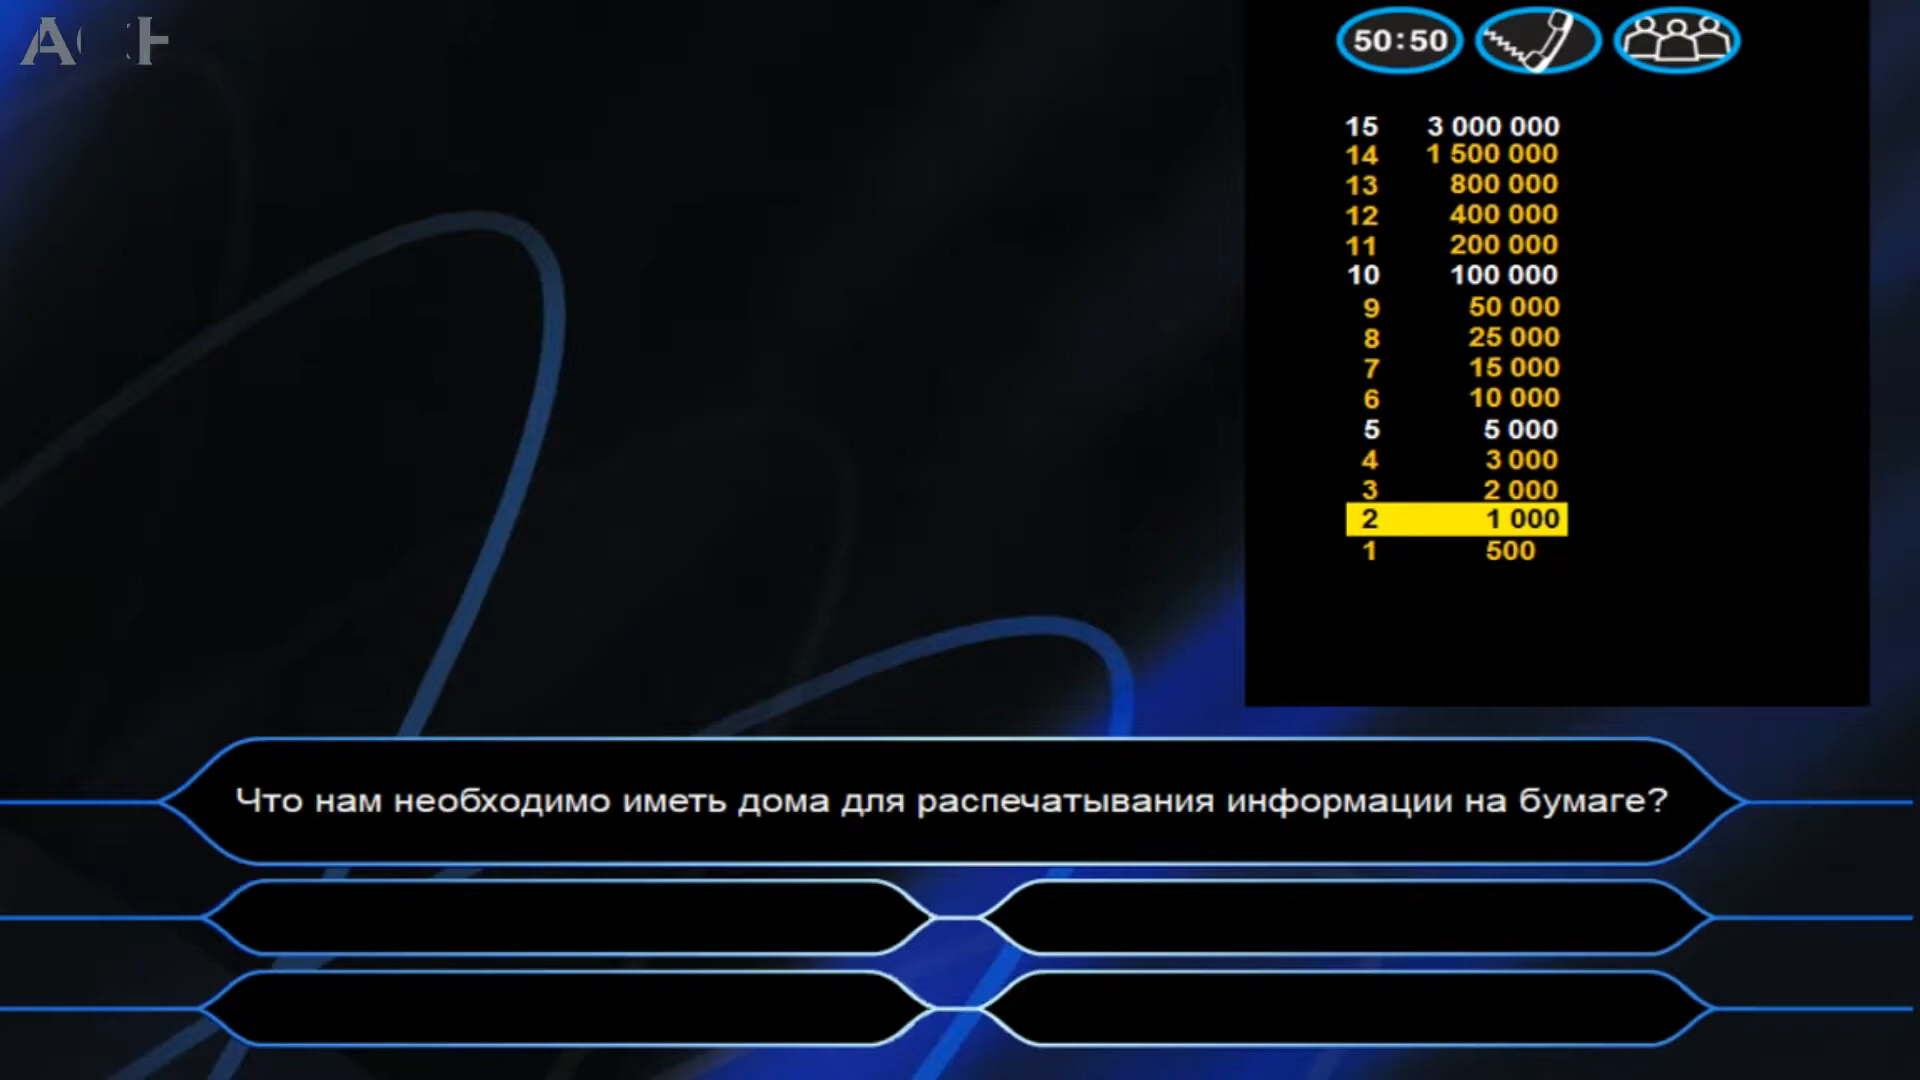 50:50
15 3 000 000
14 1 500 000
13 800 000
12 400 000
11 200 000
10 100 000
9 50 000
8 25 000
7 15 000
6 10 000
5 5 000
4 3 000
3 2 000
2 1 000
1 500
Что нам необходимо иметь дома для распечатывания информации на бумаге?